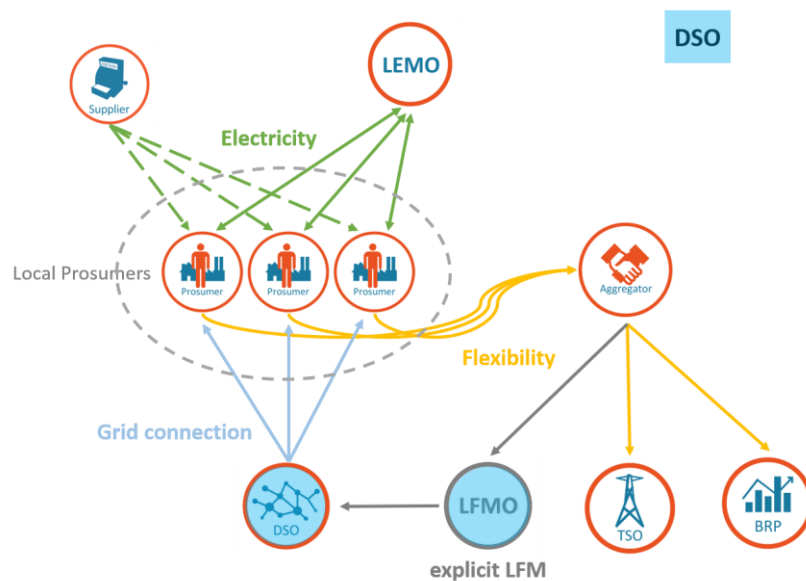 DSO
LEMO
Supplier
Electricity
Local Prosumers
Prosumer
Prosumer
Prosumer
Aggregator
Flexibility
Grid connection
DSO
LFMO
TSO
BRP
explicit LFM